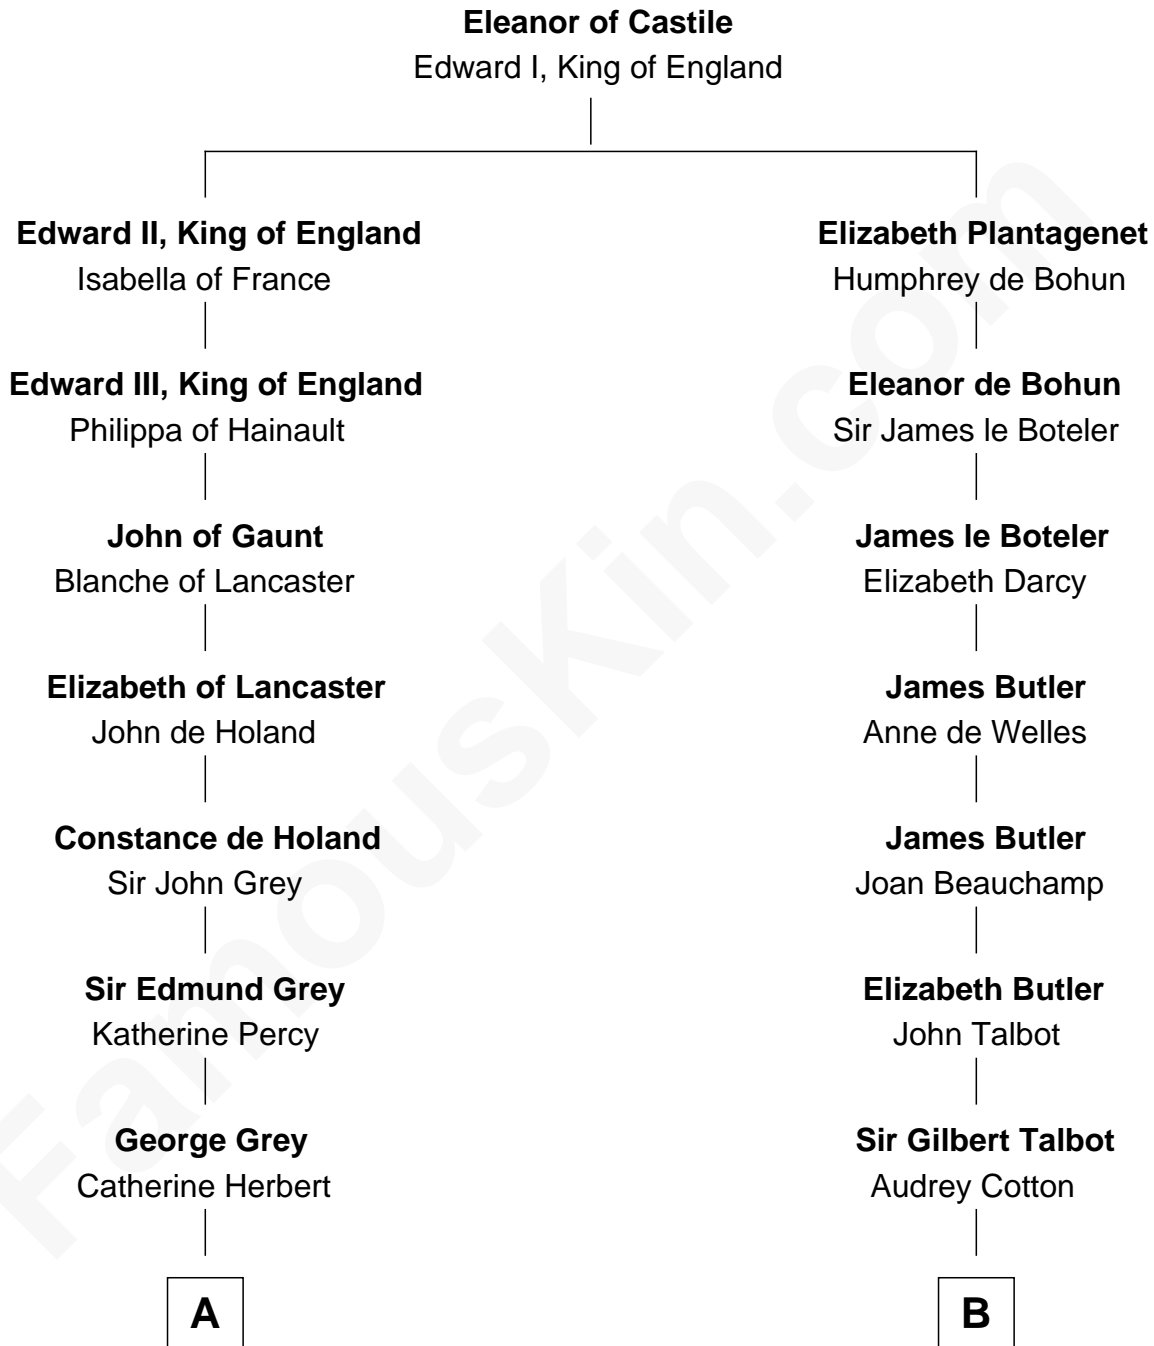 Eleanor of Castile
Edward I, King of England
Edward II, King of England
Isabella of France
Elizabeth Plantagenet
Humphrey de Bohun
Edward III, King of England
Philippa of Hainault
Eleanor de Bohun
Sir James le Boteler
John of Gaunt
Blanche of Lancaster
James le Boteler
Elizabeth Darcy
Elizabeth of Lancaster
John de Holand
James Butler
Anne de Welles
Constance de Holand
Sir John Grey
James Butler
Joan Beauchamp
Sir Edmund Grey
Katherine Percy
Elizabeth Butler
John Talbot
George Grey
Catherine Herbert
Sir Gilbert Talbot
Audrey Cotton
A
B
FamousKin.com